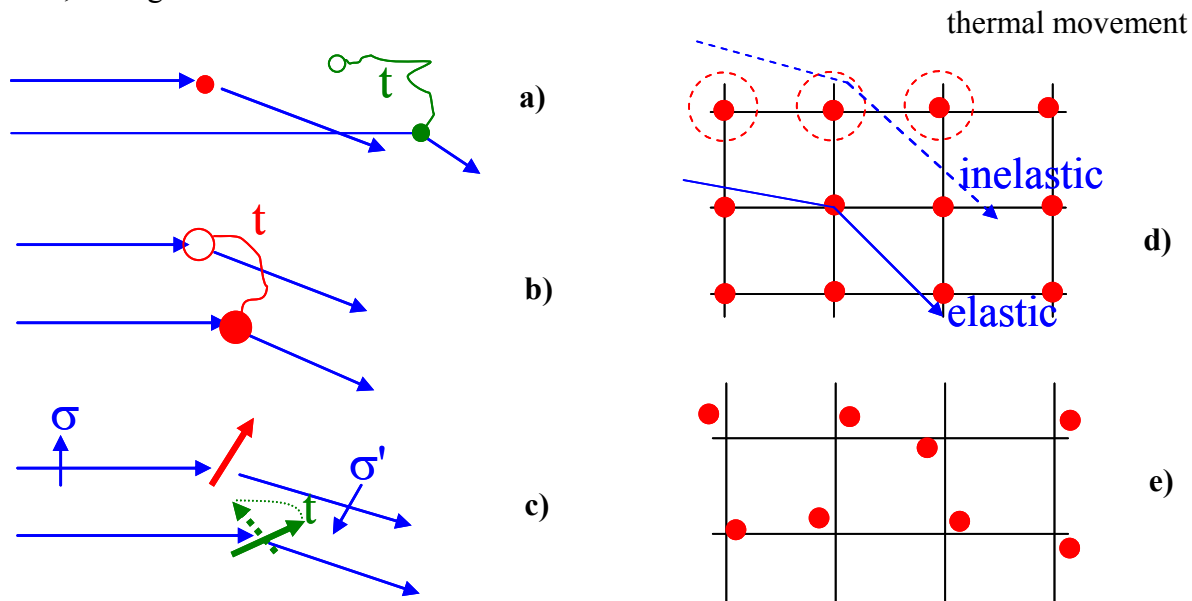 thermal movement
t
a)
t
b)
σ
σ'
t
c)
inelastic
elastic
d)
e)